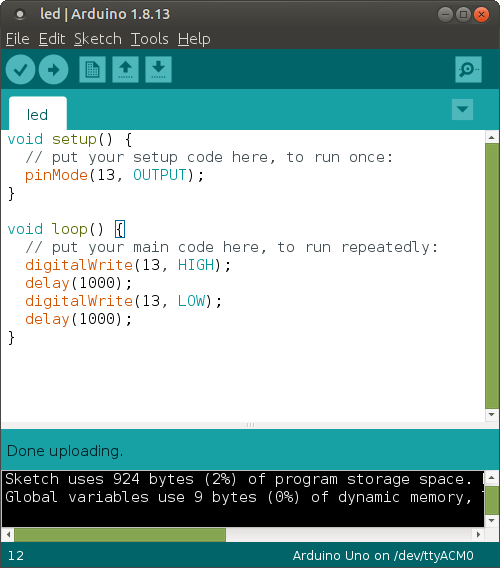 led | Arduino 1.8.13
File Edit Sketch Tools Help
led
void setup() {
  // put your setup code here, to run once:
  pinMode(13, OUTPUT);
}
void loop() {
  // put your main code here, to run repeatedly:
  digitalWrite(13, HIGH);
  delay(1000);
  digitalWrite(13, LOW);
  delay(1000);
}
Done uploading.
Sketch uses 924 bytes (2%) of program storage space.
Global variables use 9 bytes (0%) of dynamic memory,
12 Arduino Uno on /dev/ttyACM0